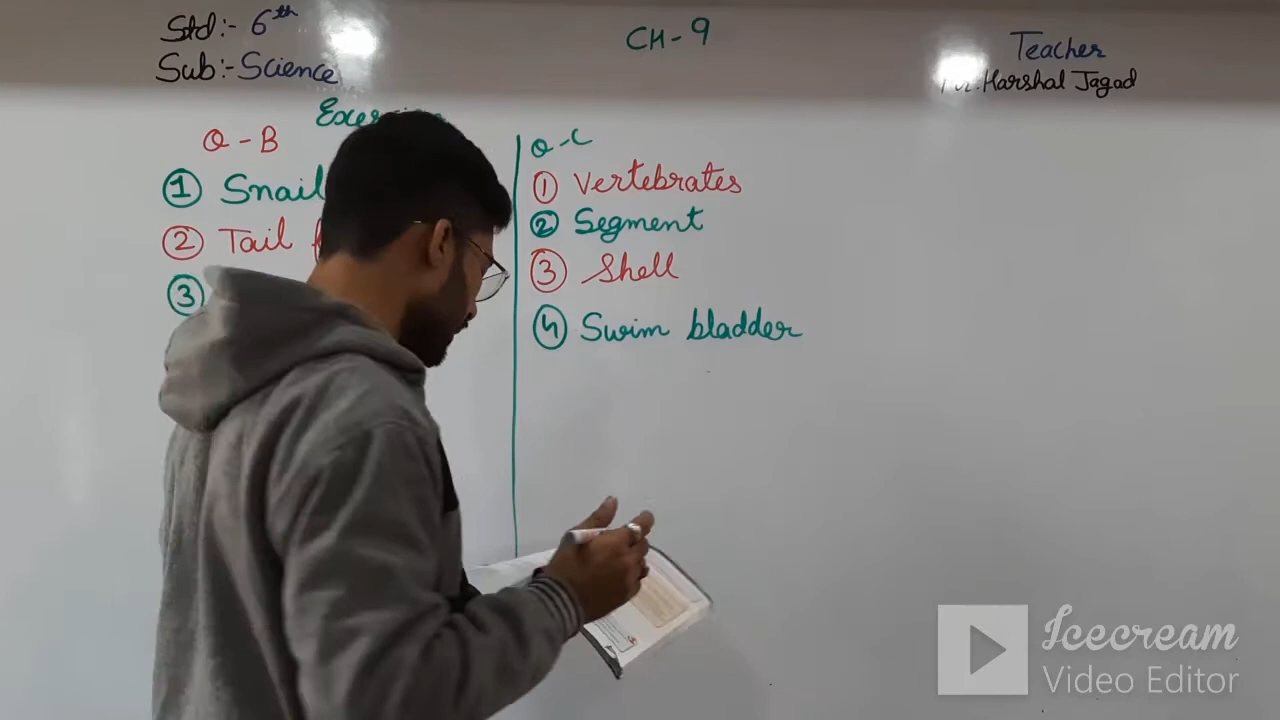 Std:- 6th
Sub:- Science
CH-9
Teacher
Harshal Jagad
Q-B
① Snail
② Tail
③
Q-C
① Vertebrates
② Segment
③ Shell
④ Swim bladder
Icecream
Video Editor